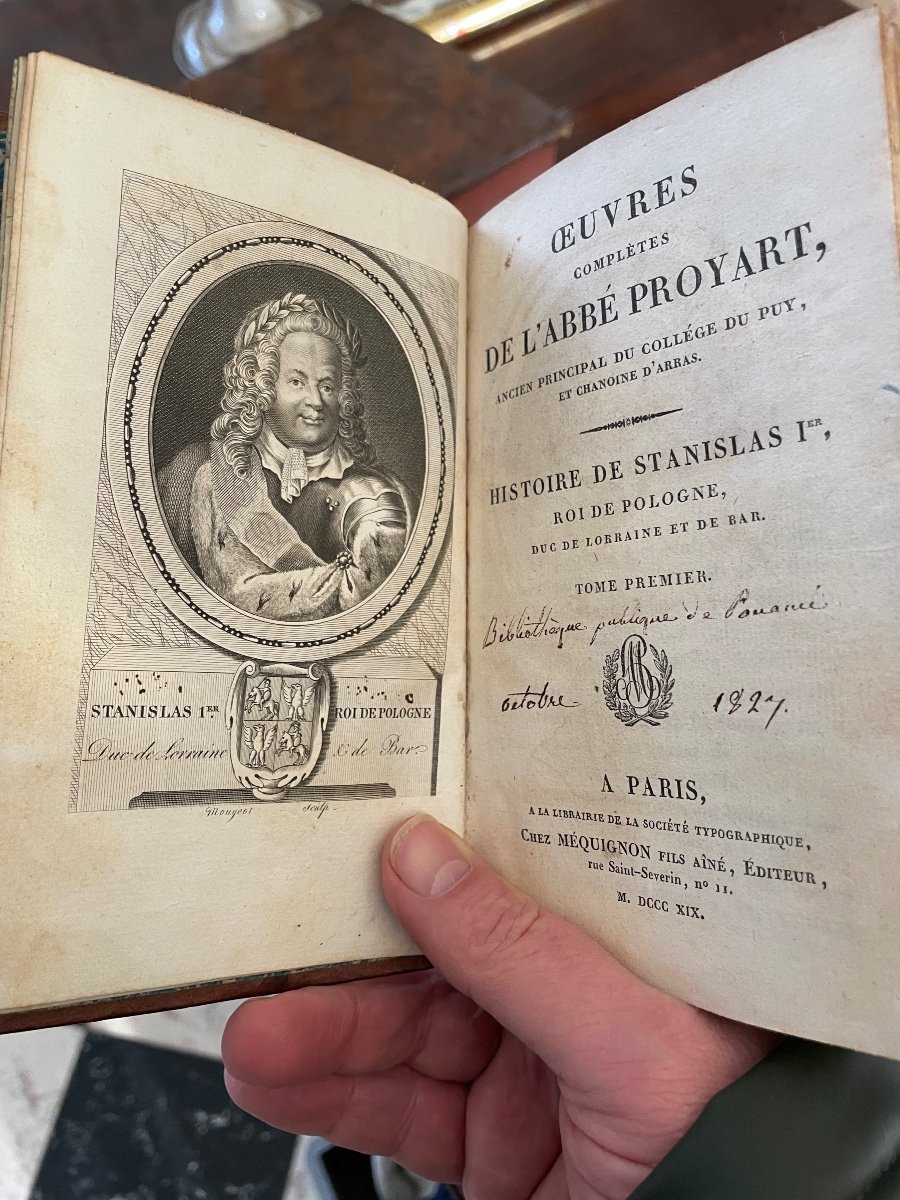 STANISLAS Iᴱᴿ. ROI DE POLOGNE
Duc de Lorraine & de Bar.
Mougeot Sculp.
ŒUVRES
COMPLÈTES
DE L'ABBÉ PROYART,
ANCIEN PRINCIPAL DU COLLÉGE DU PUY,
ET CHANOINE D'ARRAS.
HISTOIRE DE STANISLAS Iᴱᴿ,
ROI DE POLOGNE,
DUC DE LORRAINE ET DE BAR.
TOME PREMIER.
Bibliothèque publique de Pouancé
octobre 1827.
A PARIS,
A LA LIBRAIRIE DE LA SOCIÉTÉ TYPOGRAPHIQUE,
CHEZ MÉQUIGNON FILS AÎNÉ, ÉDITEUR,
rue Saint-Severin, nº 11.
M. DCCC XIX.